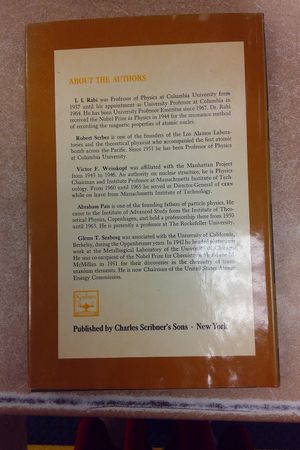 ABOUT THE AUTHORS
I. I. Rabi was Professor of Physics at Columbia University from
1937 until his appointment as University Professor at Columbia in
1964. He has been University Professor Emeritus since 1967. Dr. Rabi
received the Nobel Prize in Physics in 1944 for the resonance method
of recording the magnetic properties of atomic nuclei.
Robert Serber is one of the founders of the Los Alamos Labora-
tories and the theoretical physicist who accompanied the first atomic
bombs across the Pacific. Since 1951 he has been Professor of Physics
at Columbia University.
Victor F. Weisskopf was affiliated with the Manhattan Project
from 1943 to 1946. An authority on nuclear structure, he is Physics
Chairman and Institute Professor at Massachusetts Institute of Tech-
nology. From 1960 until 1965 he served as Director-General of CERN
while on leave from Massachusetts Institute of Technology.
Abraham Pais is one of the founding fathers of particle physics. He
came to the Institute of Advanced Study from the Institute of Theo-
retical Physics, Copenhagen, and held a professorship there from 1950
until 1963. He is presently a professor at The Rockefeller University.
Glenn T. Seaborg was associated with the University of California,
Berkeley, during the Oppenheimer years. In 1942 he headed plutonium
work at the Metallurgical Laboratory of the University of Chicago.
He was co-recipient of the Nobel Prize for Chemistry with Edwin M.
McMillan in 1951 for their discoveries in the chemistry of tran-
suranium elements. He is now Chairman of the United States Atomic
Energy Commission.
Scribners
Published by Charles Scribner's Sons · New York